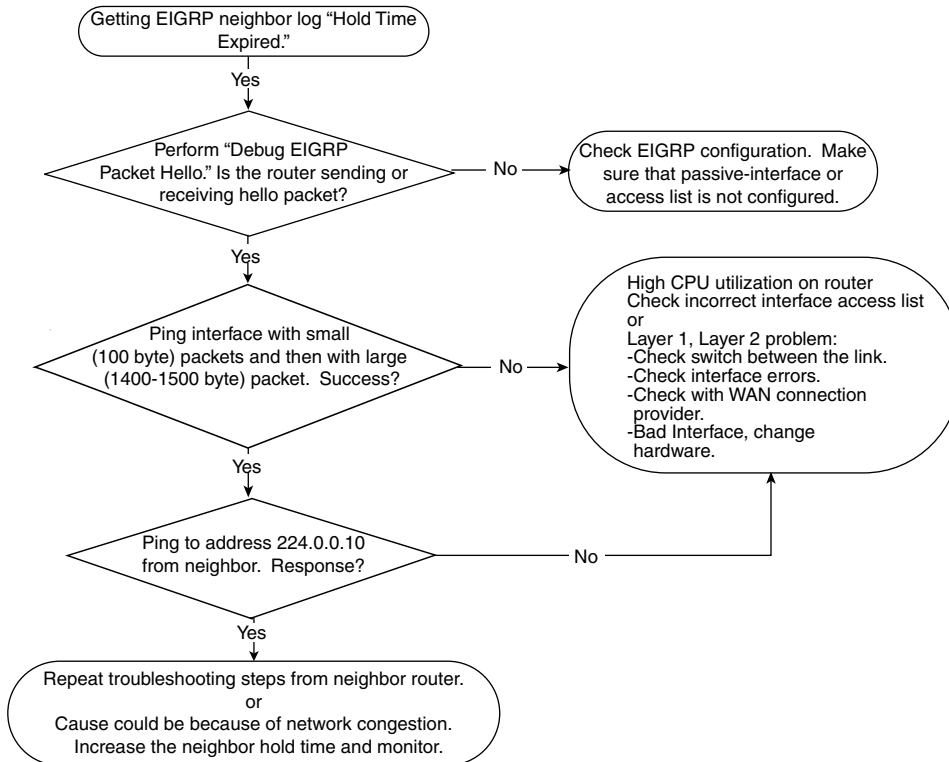 Getting EIGRP neighbor log “Hold Time
Expired.”
Yes
Perform “Debug EIGRP
Packet Hello.” Is the router sending or
receiving hello packet?
No
Check EIGRP configuration. Make
sure that passive-interface or
access list is not configured.
Yes
Ping interface with small
(100 byte) packets and then with large
(1400-1500 byte) packet. Success?
No
High CPU utilization on router
Check incorrect interface access list
or
Layer 1, Layer 2 problem:
-Check switch between the link.
-Check interface errors.
-Check with WAN connection
provider.
-Bad Interface, change
hardware.
Yes
Ping to address 224.0.0.10
from neighbor. Response?
No
Yes
Repeat troubleshooting steps from neighbor router.
or
Cause could be because of network congestion.
Increase the neighbor hold time and monitor.